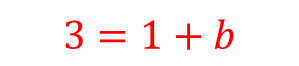 3 = 1 + b